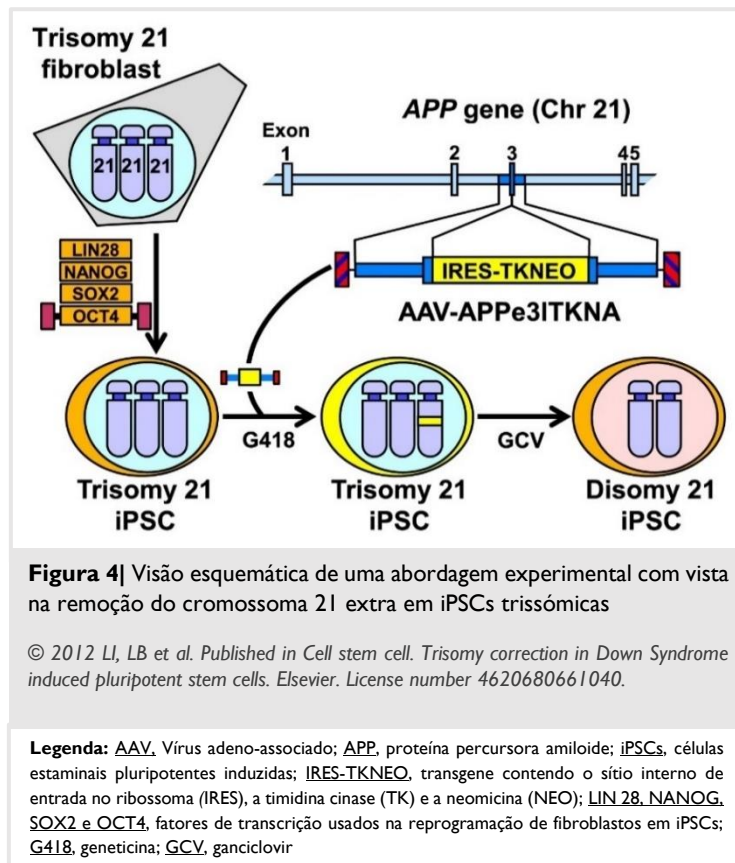 Trisomy 21
fibroblast
21 21 21
APP gene (Chr 21)
Exon
1 2 3 45
LIN28
NANOG
SOX2
OCT4
IRES-TKNEO
AAV-APPe3ITKNA
G418
GCV
Trisomy 21
iPSC
Trisomy 21
iPSC
Disomy 21
iPSC
Figura 4| Visão esquemática de uma abordagem experimental com vista
na remoção do cromossoma 21 extra em iPSCs trissómicas
© 2012 LI, LB et al. Published in Cell stem cell. Trisomy correction in Down Syndrome
induced pluripotent stem cells. Elsevier. License number 4620680661040.
Legenda: AAV, Vírus adeno-associado; APP, proteína percursora amiloide; iPSCs, células
estaminais pluripotentes induzidas; IRES-TKNEO, transgene contendo o sítio interno de
entrada no ribossoma (IRES), a timidina cinase (TK) e a neomicina (NEO); LIN 28, NANOG,
SOX2 e OCT4, fatores de transcrição usados na reprogramação de fibroblastos em iPSCs;
G418, geneticina; GCV, ganciclovir